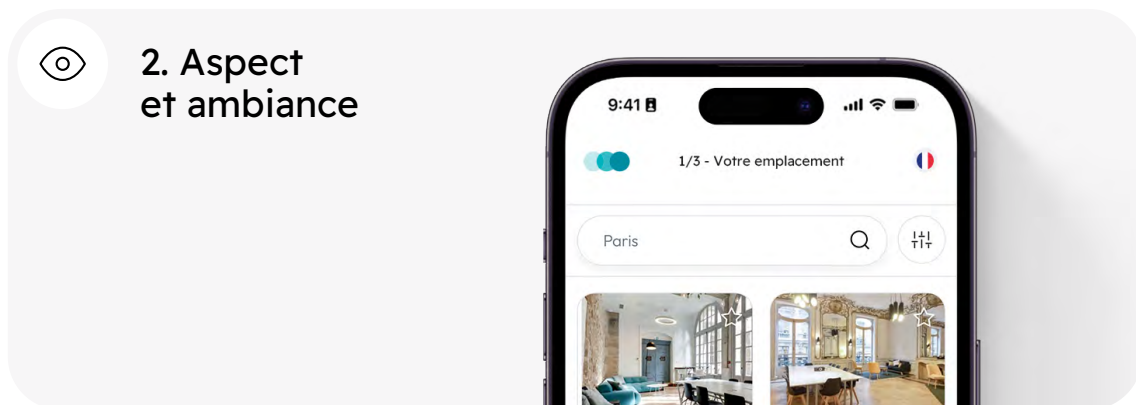 2. Aspect
et ambiance
9:41
1/3 - Votre emplacement
Paris